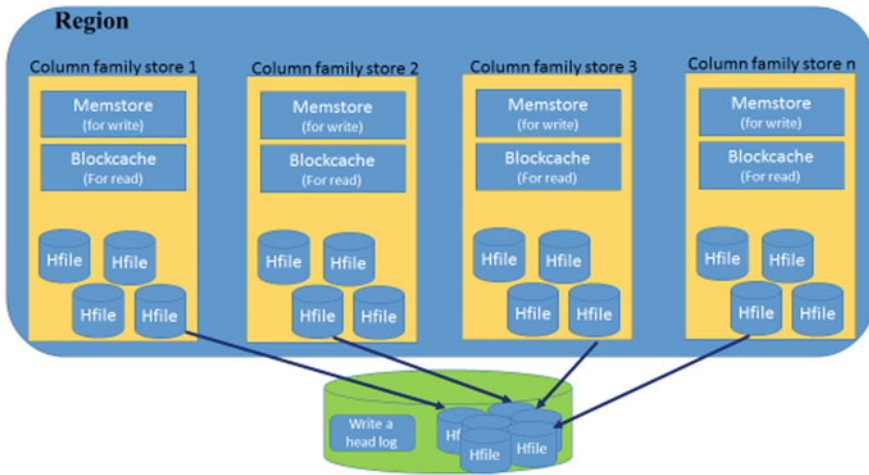 Region
Column family store 1
Column family store 2
Column family store 3
Column family store n
Memstore
(for write)
Blockcache
(For read)
Hfile
Hfile
Hfile
Hfile
Memstore
(for write)
Blockcache
(For read)
Hfile
Hfile
Hfile
Hfile
Memstore
(for write)
Blockcache
(For read)
Hfile
Hfile
Hfile
Hfile
Memstore
(for write)
Blockcache
(For read)
Hfile
Hfile
Hfile
Hfile
Write a
head log
Hfile
Hfile